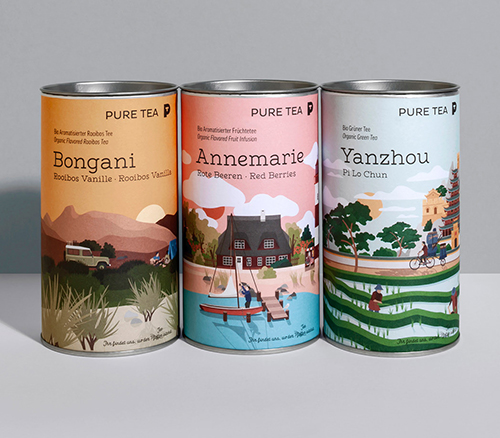 PURE TEA
Bio Aromatisierter Rooibos Tee
Organic Flavored Rooibos Tea
Bongani
Rooibos Vanille · Rooibos Vanilla
PURE TEA
Bio Aromatisierter Früchtetee
Organic Flavored Fruit Infusion
Annemarie
Rote Beeren · Red Berries
PURE TEA
Bio Grüner Tee
Organic Green Tea
Yanzhou
Pi Lo Chun